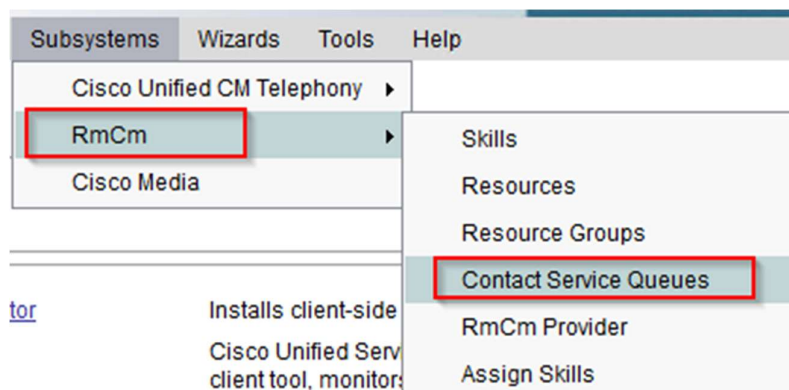 Subsystems Wizards Tools Help
Cisco Unified CM Telephony
RmCm
Cisco Media
Skills
Resources
Resource Groups
Contact Service Queues
RmCm Provider
Assign Skills
tor Installs client-side
Cisco Unified Serv
client tool, monitors